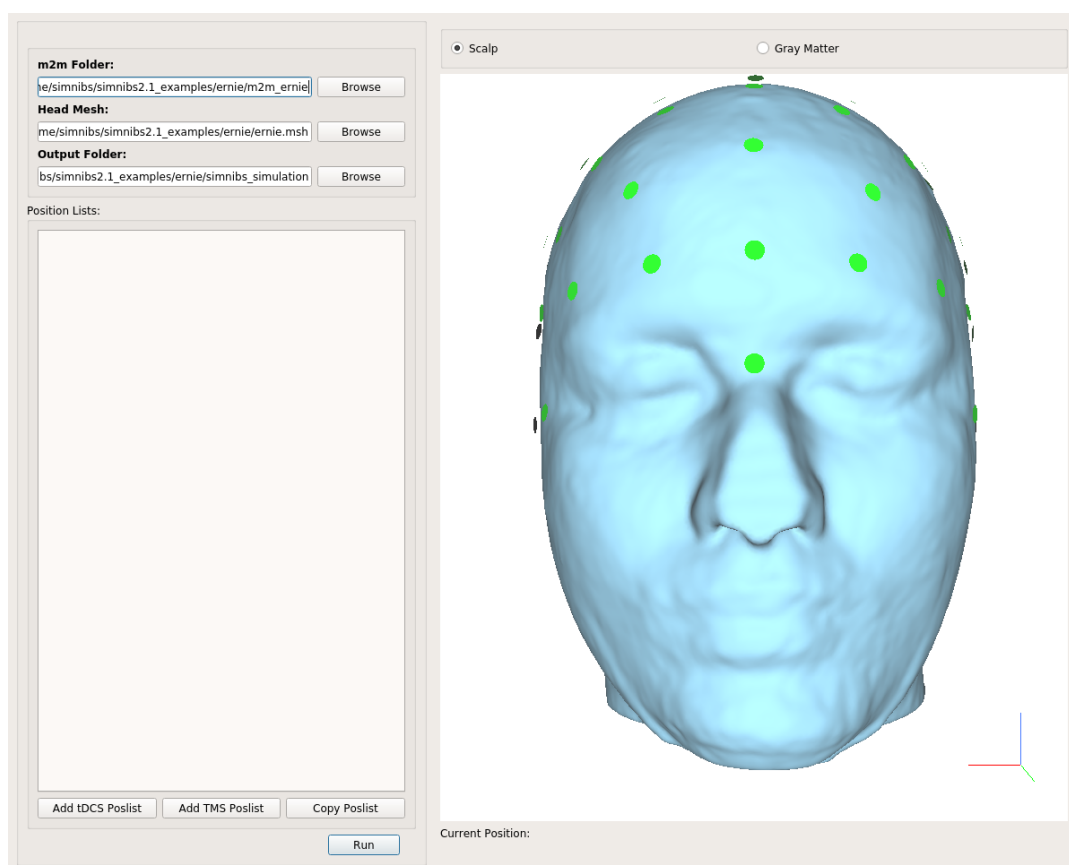 m2m Folder:
e/simnibs/simnibs2.1_examples/ernie/m2m_ernie
Browse
Head Mesh:
me/simnibs/simnibs2.1_examples/ernie/ernie.msh
Browse
Output Folder:
bs/simnibs2.1_examples/ernie/simnibs_simulation
Browse
Position Lists:
Add tDCS Poslist
Add TMS Poslist
Copy Poslist
Run
Scalp
Gray Matter
Current Position: